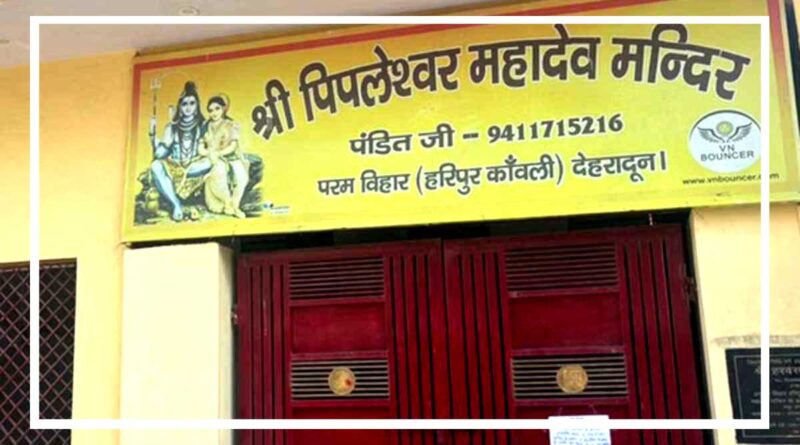 श्री पिपलेश्वर महादेव मन्दिर
पंडित जी -- 9411715216
परम विहार (हरिपुर काँवली) देहरादून।
VN
BOUNCER
www.vnbouncer.com